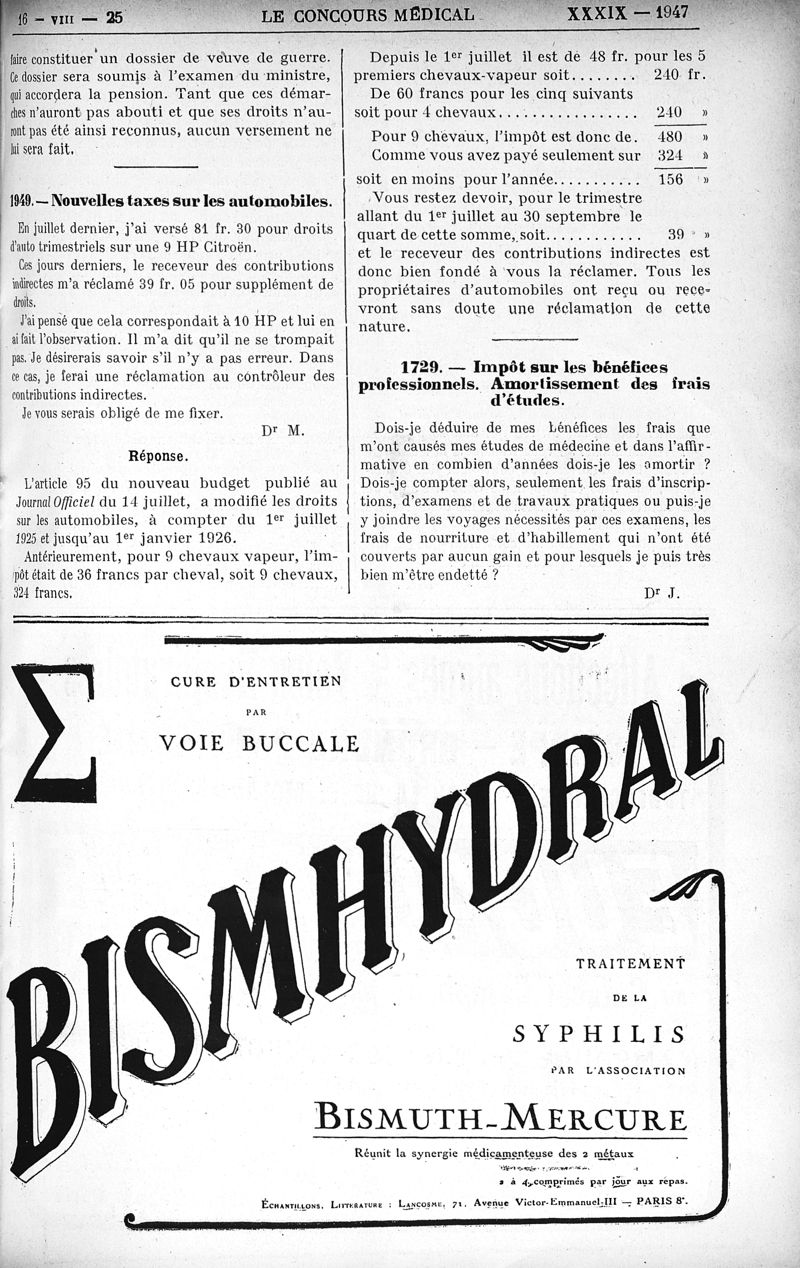 16 — VIII — 25
LE CONCOURS MÉDICAL
XXXIX — 1947
faire constituer un dossier de veuve de guerre.
Ce dossier sera soumis à l'examen du ministre,
qui accordera la pension. Tant que ces démar-
ches n'auront pas abouti et que ses droits n'au-
ront pas été ainsi reconnus, aucun versement ne
lui sera fait.
1949. — Nouvelles taxes sur les automobiles.
En juillet dernier, j'ai versé 81 fr. 30 pour droits
d'auto trimestriels sur une 9 HP Citroën.
Ces jours derniers, le receveur des contributions
indirectes m'a réclamé 39 fr. 05 pour supplément de
droits.
J'ai pensé que cela correspondait à 10 HP et lui en
ai fait l'observation. Il m'a dit qu'il ne se trompait
pas. Je désirerais savoir s'il n'y a pas erreur. Dans
ce cas, je ferai une réclamation au contrôleur des
contributions indirectes.
Je vous serais obligé de me fixer.
Dr M.
Réponse.
L'article 95 du nouveau budget publié au
Journal Officiel du 14 juillet, a modifié les droits
sur les automobiles, à compter du 1er juillet
1925 et jusqu'au 1er janvier 1926.
Antérieurement, pour 9 chevaux vapeur, l'im-
pôt était de 36 francs par cheval, soit 9 chevaux,
324 francs.
Depuis le 1er juillet il est de 48 fr. pour les 5
premiers chevaux-vapeur soit........ 240 fr.
De 60 francs pour les cinq suivants
soit pour 4 chevaux................. 240 »
Pour 9 chevaux, l'impôt est donc de. 480 »
Comme vous avez payé seulement sur 324 »
soit en moins pour l'année........... 156 »
Vous restez devoir, pour le trimestre
allant du 1er juillet au 30 septembre le
quart de cette somme, soit............ 39 »
et le receveur des contributions indirectes est
donc bien fondé à vous la réclamer. Tous les
propriétaires d'automobiles ont reçu ou rece-
vront sans doute une réclamation de cette
nature.
1729. — Impôt sur les bénéfices
professionnels. Amortissement des frais
d'études.
Dois-je déduire de mes bénéfices les frais que
m'ont causés mes études de médecine et dans l'affir-
mative en combien d'années dois-je les amortir ?
Dois-je compter alors, seulement les frais d'inscrip-
tions, d'examens et de travaux pratiques ou puis-je
y joindre les voyages nécessités par ces examens, les
frais de nourriture et d'habillement qui n'ont été
couverts par aucun gain et pour lesquels je puis très
bien m'être endetté ?
Dr J.
Σ
CURE D'ENTRETIEN
PAR
VOIE BUCCALE
BISMHYDRAL
TRAITEMENT
DE LA
SYPHILIS
PAR L'ASSOCIATION
BISMUTH-MERCURE
Réunit la synergie médicamenteuse des 2 métaux
2 à 4 comprimés par jour aux repas.
ÉCHANTILLONS, LITTÉRATURE : LANCOSME, 71, Avenue Victor-Emmanuel-III — PARIS 8e.